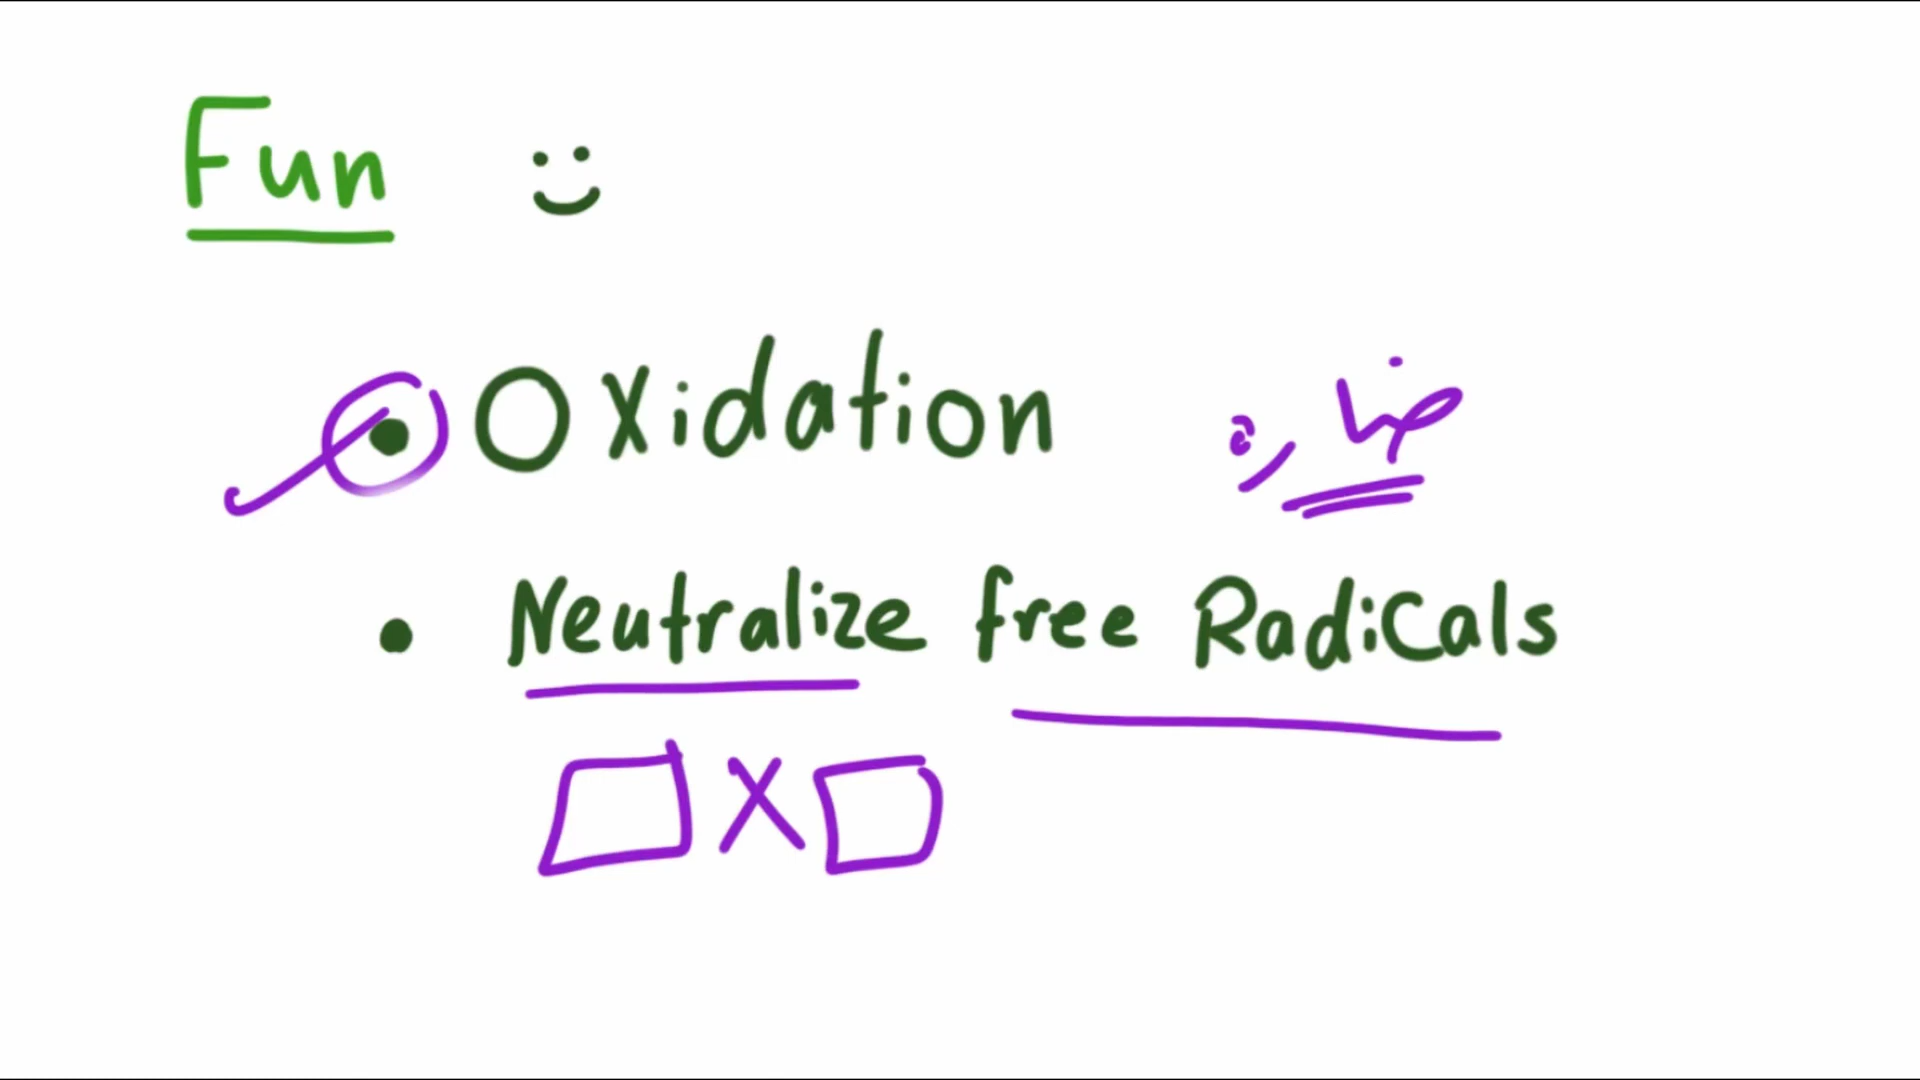 Fun
Oxidation
Neutralize free RadiCals
X